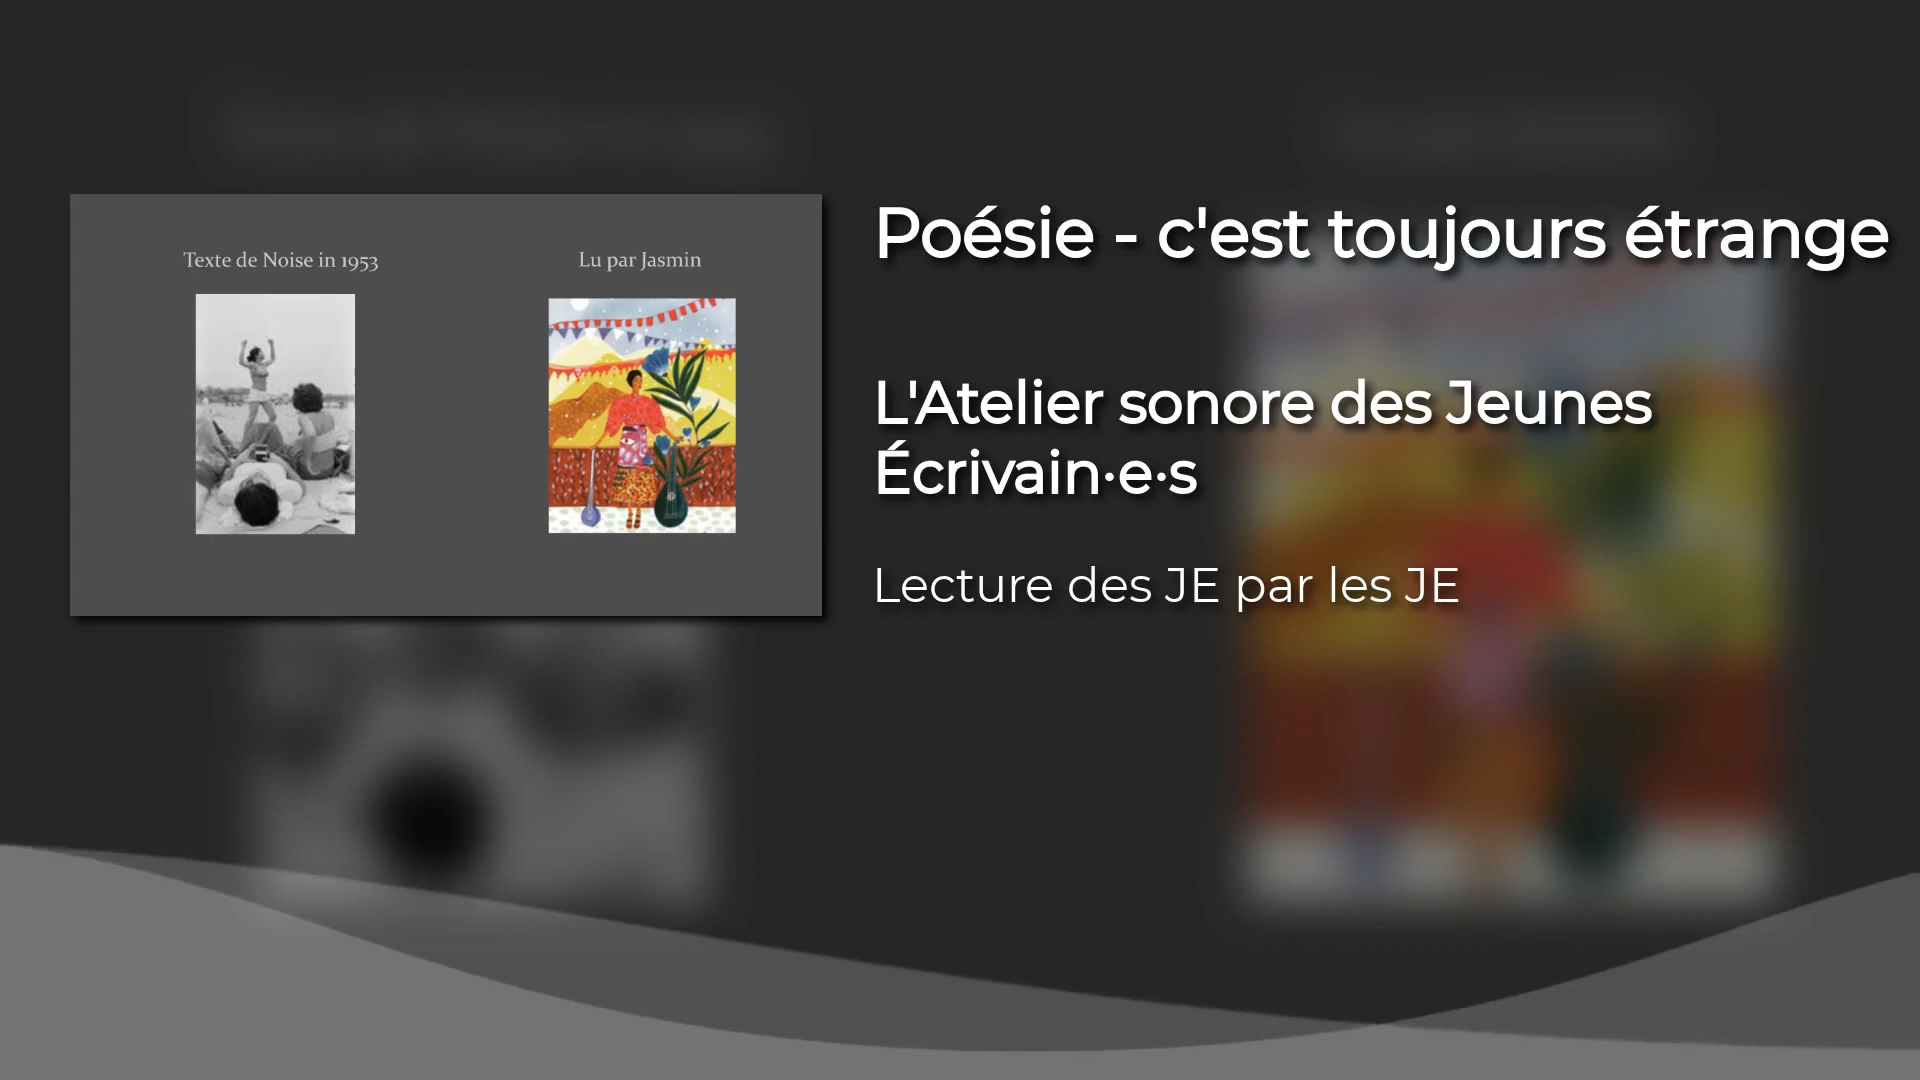 Texte de Noise in 1953
Lu par Jasmin
Poésie - c'est toujours étrange
L'Atelier sonore des Jeunes
Écrivain·e·s
Lecture des JE par les JE